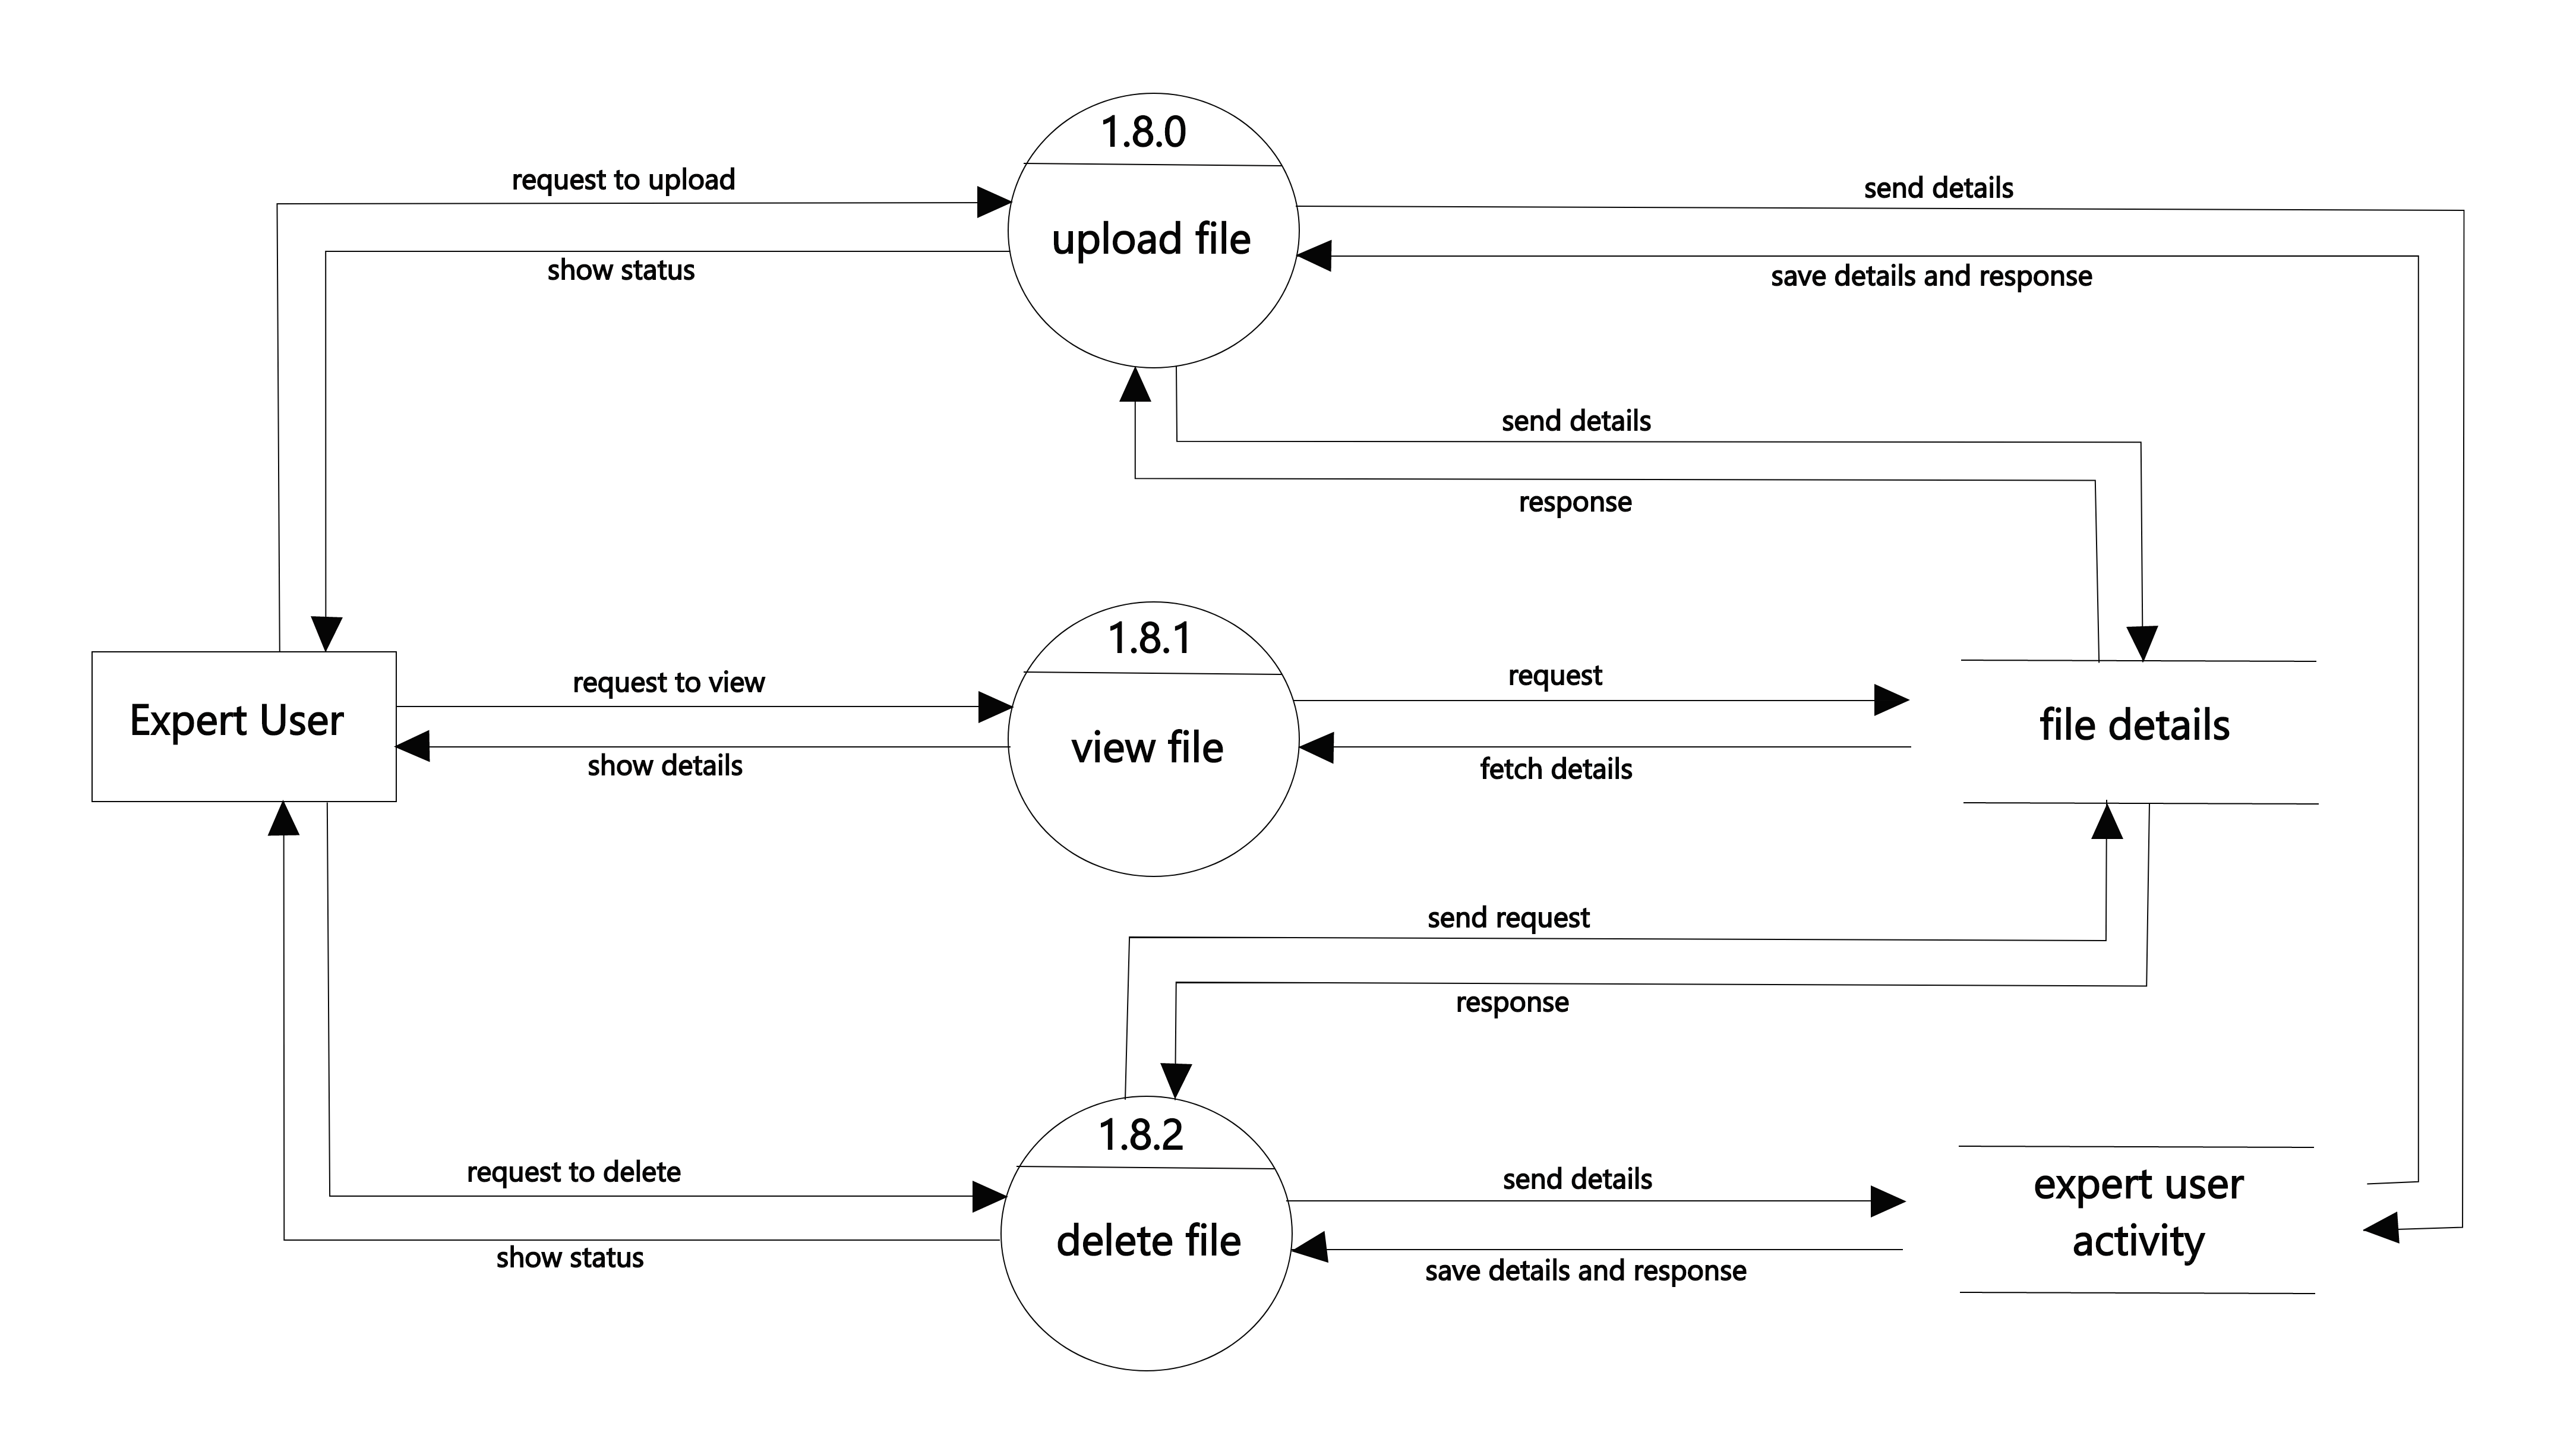 1.8.0
upload file
request to upload
show status
send details
save details and response
send details
response
Expert User
request to view
show details
1.8.1
view file
request
fetch details
file details
send request
response
request to delete
show status
1.8.2
delete file
send details
save details and response
expert user
activity